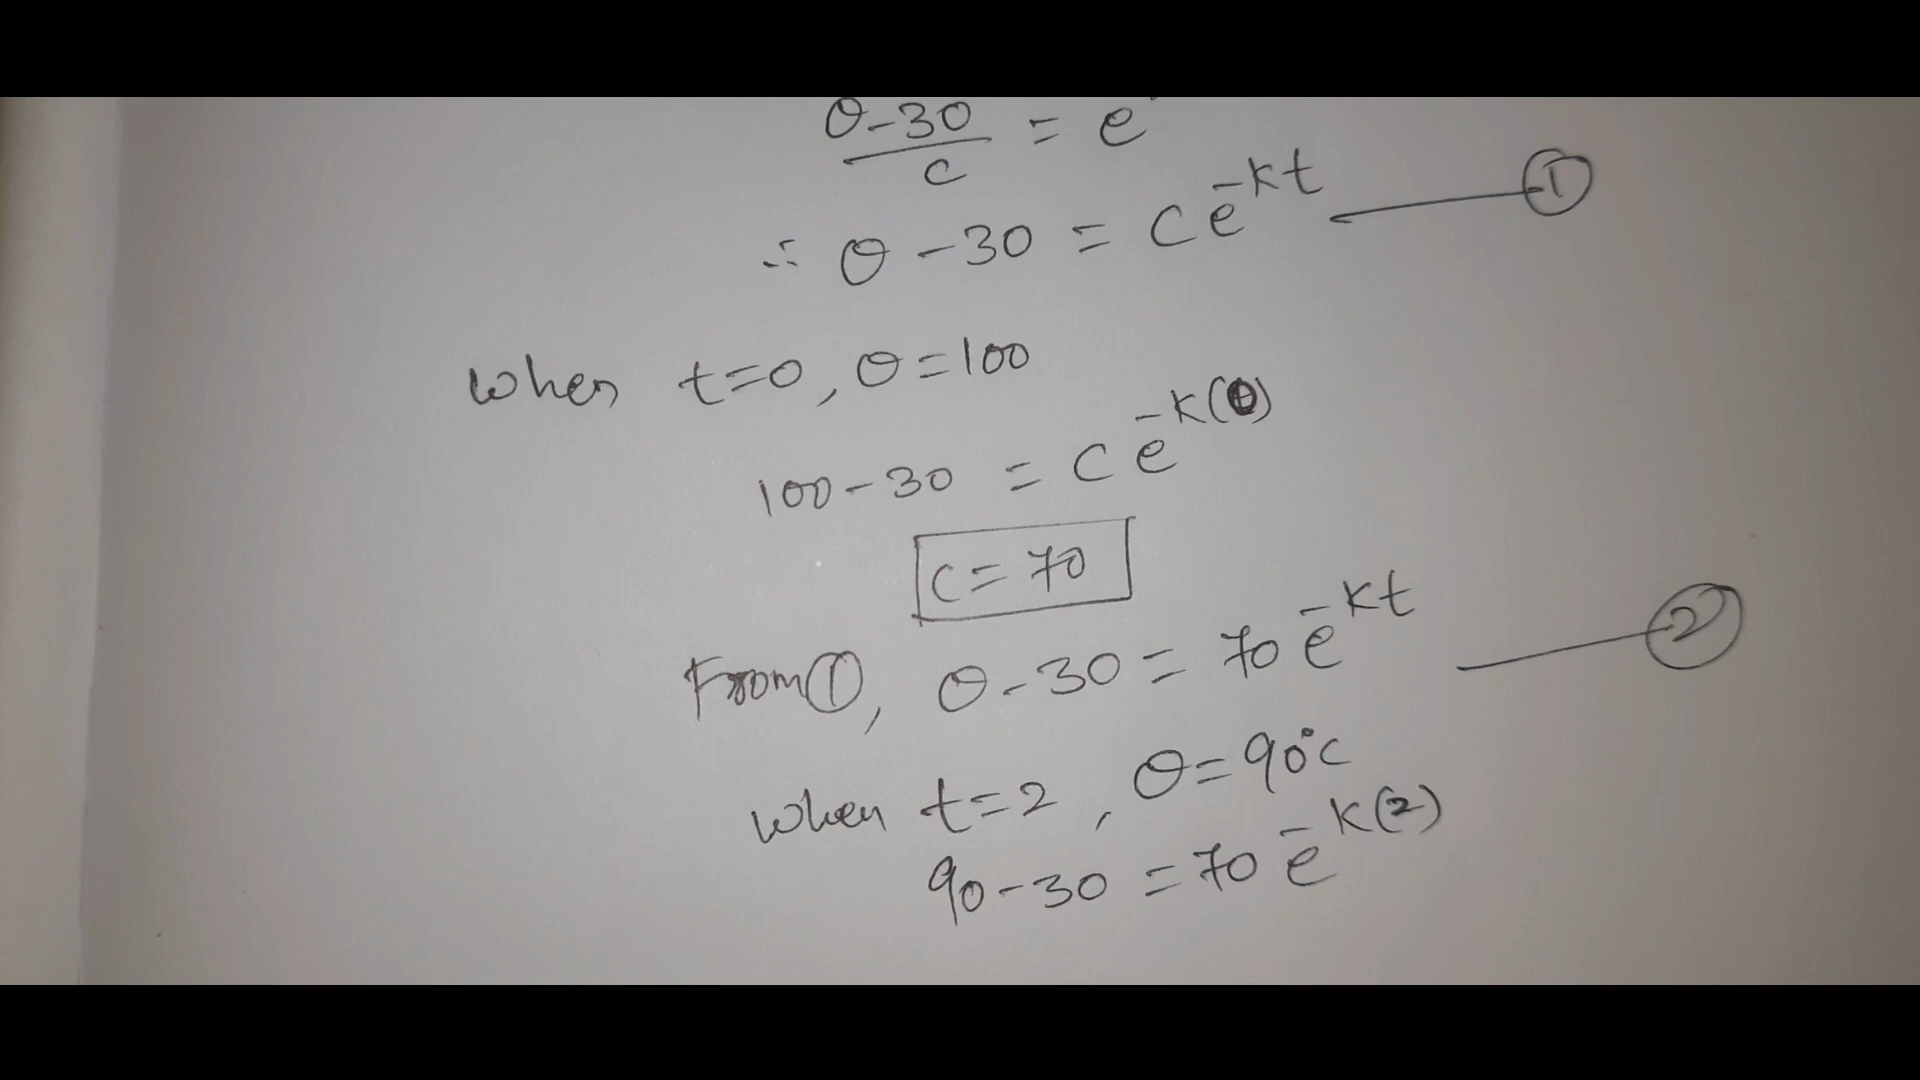 θ-30/c = e
∴ θ-30 = ce^-kt ①
When t=0, θ=100
100-30 = ce^-k(0)
c=70
From ①, θ-30 = 70e^-kt ②
When t=2, θ=90°c
90-30 = 70e^-k(2)